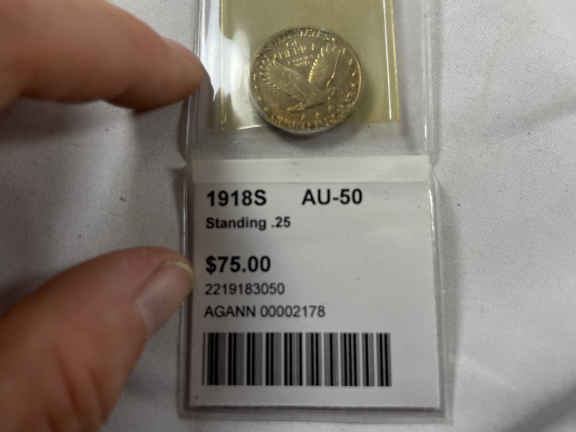 1918S AU-50
Standing .25
$75.00
2219183050
AGANN 00002178